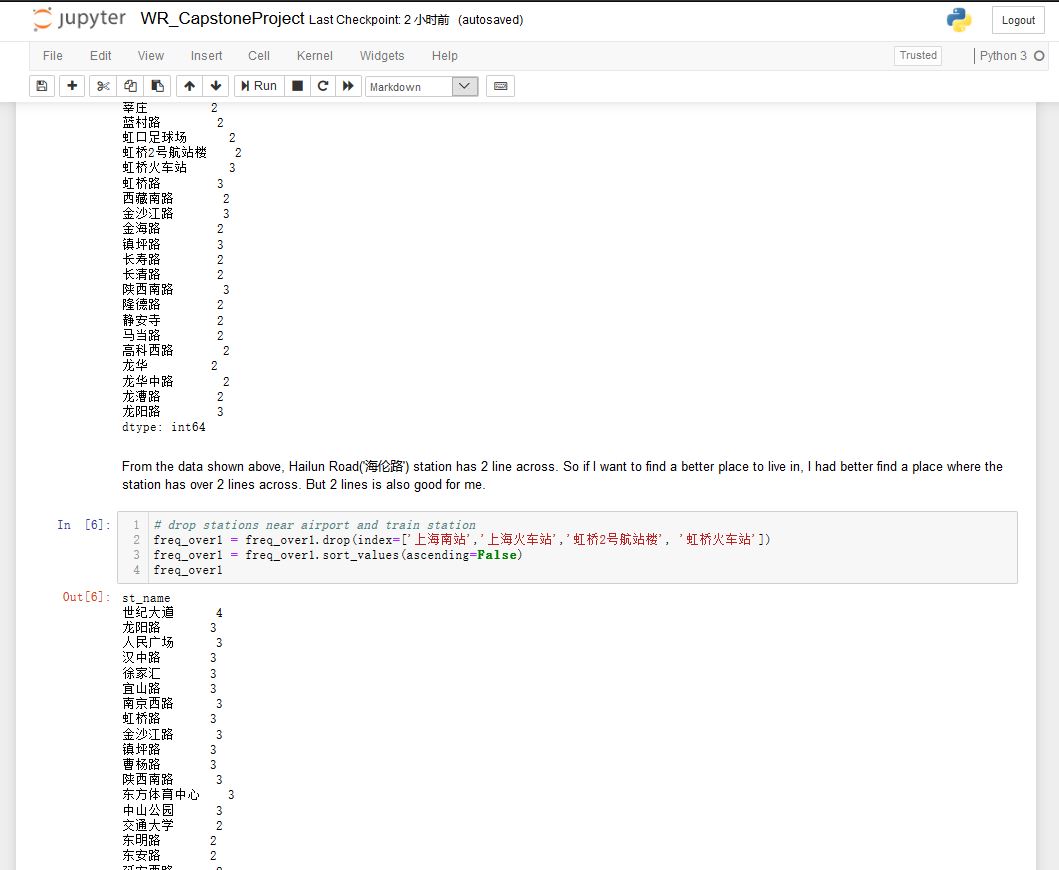 jupyter WR_CapstoneProject Last Checkpoint: 2 小时前 (autosaved) Logout
File Edit View Insert Cell Kernel Widgets Help Trusted Python 3
Run Markdown
莘庄 2
蓝村路 2
虹口足球场 2
虹桥2号航站楼 2
虹桥火车站 3
虹桥路 3
西藏南路 2
金沙江路 3
金海路 2
镇坪路 3
长寿路 2
长清路 2
陕西南路 3
隆德路 2
静安寺 2
马当路 2
高科西路 2
龙华 2
龙华中路 2
龙漕路 2
龙阳路 3
dtype: int64
From the data shown above, Hailun Road('海伦路') station has 2 line across. So if I want to find a better place to live in, I had better find a place where the
station has over 2 lines across. But 2 lines is also good for me.
In [6]:
1 # drop stations near airport and train station
2 freq_over1 = freq_over1.drop(index=['上海南站','上海火车站','虹桥2号航站楼', '虹桥火车站'])
3 freq_over1 = freq_over1.sort_values(ascending=False)
4 freq_over1
Out[6]: st_name
世纪大道 4
龙阳路 3
人民广场 3
汉中路 3
徐家汇 3
宜山路 3
南京西路 3
虹桥路 3
金沙江路 3
镇坪路 3
曹杨路 3
陕西南路 3
东方体育中心 3
中山公园 3
交通大学 2
东明路 2
东安路 2